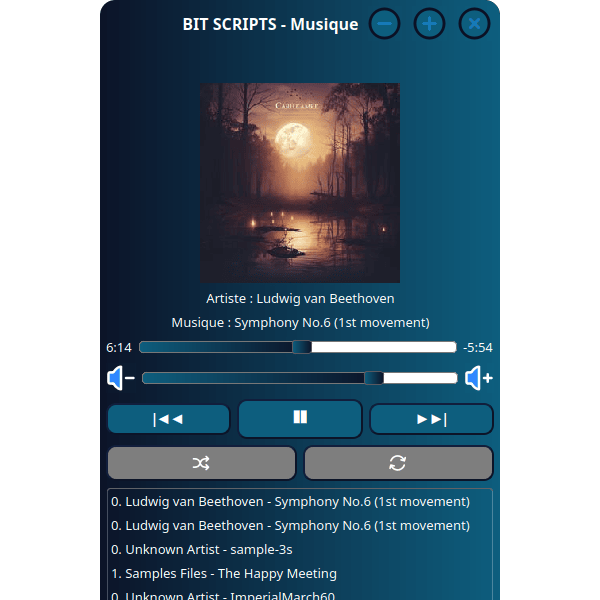 BIT SCRIPTS - Musique
Artiste : Ludwig van Beethoven
Musique : Symphony No.6 (1st movement)
6:14
-5:54
0. Ludwig van Beethoven - Symphony No.6 (1st movement)
0. Ludwig van Beethoven - Symphony No.6 (1st movement)
0. Unknown Artist - sample-3s
1. Samples Files - The Happy Meeting
0. Unknown Artist - ImperialMarch60